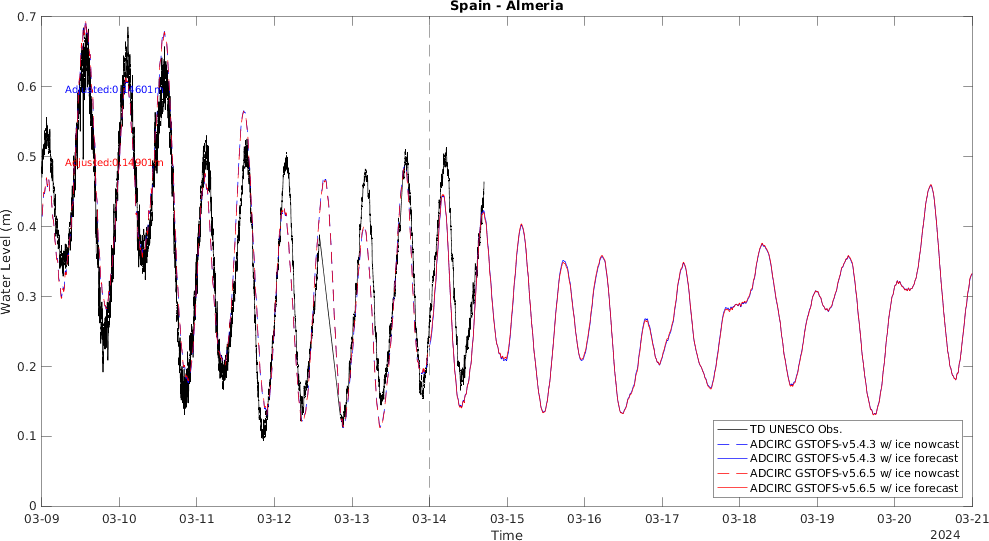 Spain - Almeria
0.7
0.6
0.5
0.4
0.3
0.2
0.1
0
Water Level (m)
Adjusted:0.14601m
Adjusted:0.14901m
TD UNESCO Obs.
ADCIRC GSTOFS-v5.4.3 w/ ice nowcast
ADCIRC GSTOFS-v5.4.3 w/ ice forecast
ADCIRC GSTOFS-v5.6.5 w/ ice nowcast
ADCIRC GSTOFS-v5.6.5 w/ ice forecast
03-09 03-10 03-11 03-12 03-13 03-14 03-15 03-16 03-17 03-18 03-19 03-20 03-21
Time
2024